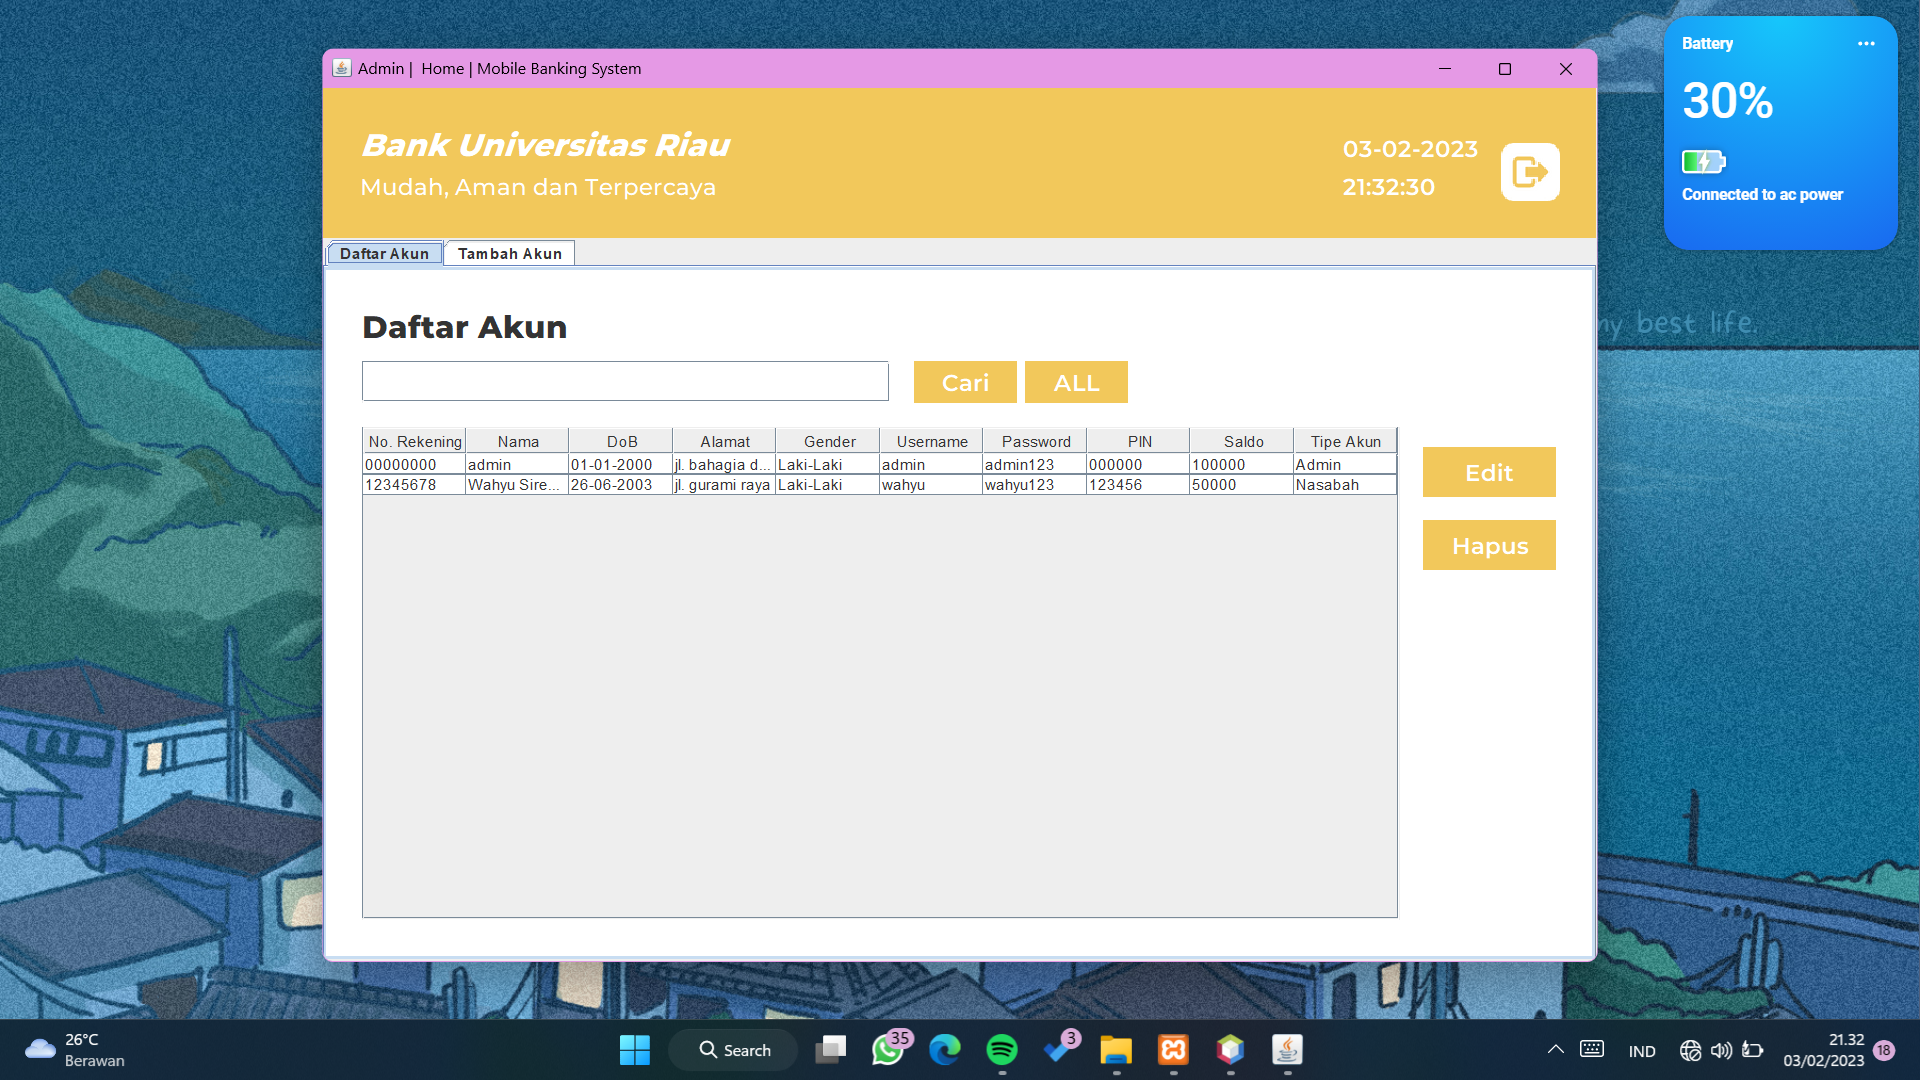 Battery
30%
Connected to ac power
Admin | Home | Mobile Banking System
Bank Universitas Riau
Mudah, Aman dan Terpercaya
03-02-2023
21:32:30
Daftar Akun Tambah Akun
my best life.
Daftar Akun
Cari ALL
No. Rekening Nama DoB Alamat Gender Username Password PIN Saldo Tipe Akun
00000000 admin 01-01-2000 jl. bahagia d... Laki-Laki admin admin123 000000 100000 Admin
12345678 Wahyu Sire... 26-06-2003 jl. gurami raya Laki-Laki wahyu wahyu123 123456 50000 Nasabah
Edit
Hapus
26°C
Berawan
Search
35
3
IND
21.32
03/02/2023
18